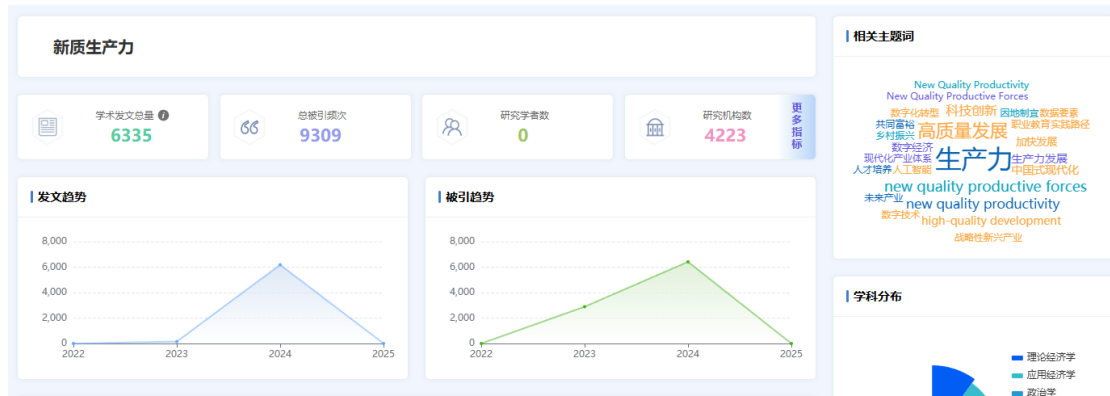 新质生产力
学术发文总量
6335
总被引频次
9309
研究学者数
0
研究机构数
4223
更多指标
发文趋势
8,000
6,000
4,000
2,000
0
2022 2023 2024 2025
被引趋势
8,000
6,000
4,000
2,000
0
2022 2023 2024 2025
相关主题词
New Quality Productivity
New Quality Productive Forces
数字化转型 科技创新 因地制宜 数据要素
共同富裕 高质量发展 职业教育 实践路径
乡村振兴 加快发展
数字经济 生产力
现代化产业体系 生产力发展
人才培养 人工智能 中国式现代化
new quality productive forces
未来产业 new quality productivity
数字技术 high-quality development
战略性新兴产业
学科分布
理论经济学
应用经济学
政治学